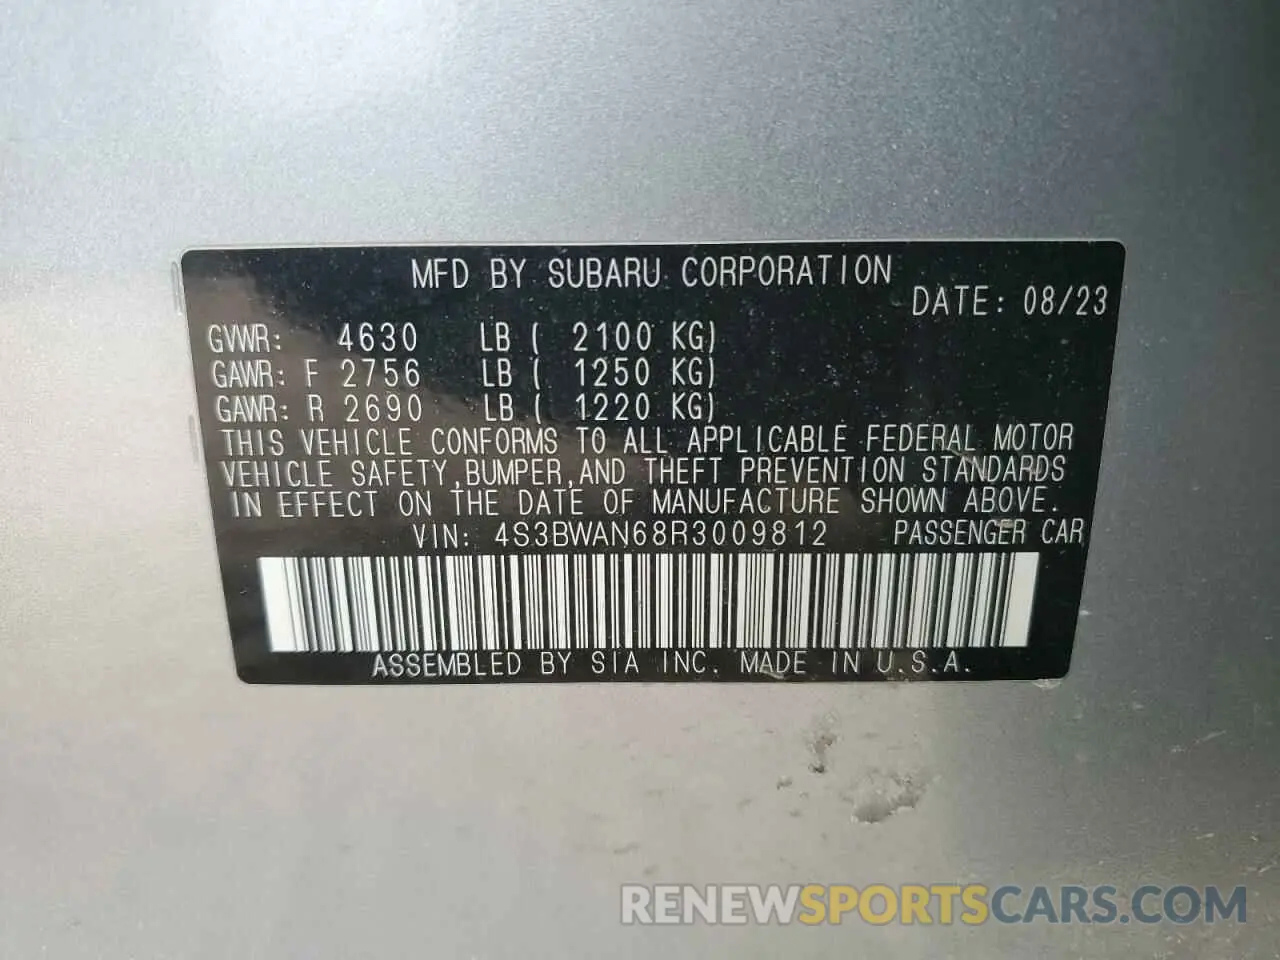 MFD BY SUBARU CORPORATION
DATE: 08/23
GVWR: 4630 LB ( 2100 KG)
GAWR: F 2756 LB ( 1250 KG)
GAWR: R 2690 LB ( 1220 KG)
THIS VEHICLE CONFORMS TO ALL APPLICABLE FEDERAL MOTOR
VEHICLE SAFETY, BUMPER, AND THEFT PREVENTION STANDARDS
IN EFFECT ON THE DATE OF MANUFACTURE SHOWN ABOVE.
VIN: 4S3BWAN68R3009812 PASSENGER CAR
ASSEMBLED BY SIA INC. MADE IN U.S.A.
RENEWSPORTSCARS.COM